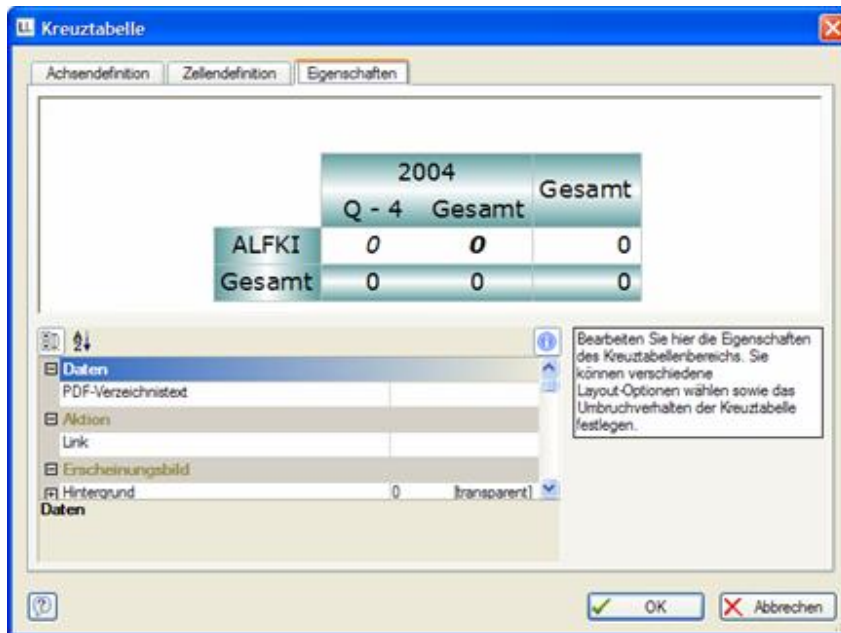 LL Kreuztabelle
Achsendefinition Zellendefinition Eigenschaften
2004 Gesamt
Q - 4 Gesamt
ALFKI 0 0 0
Gesamt 0 0 0
Daten
PDF-Verzeichnistext
Aktion
Link
Erscheinungsbild
Hintergrund 0 [transparent]
Daten
Bearbeiten Sie hier die Eigenschaften
des Kreuztabellenbereichs. Sie
können verschiedene
Layout-Optionen wählen sowie das
Umbruchverhalten der Kreuztabelle
festlegen.
? OK Abbrechen